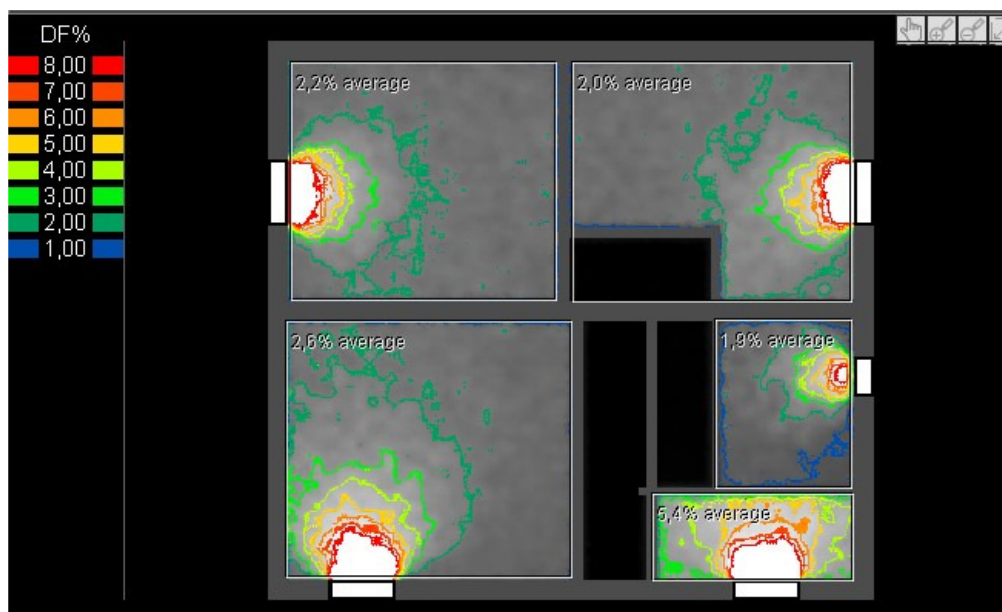 DF%
8,00
7,00
6,00
5,00
4,00
3,00
2,00
1,00
2,2% average
2,0% average
2,6% average
1,9% average
5,4% average